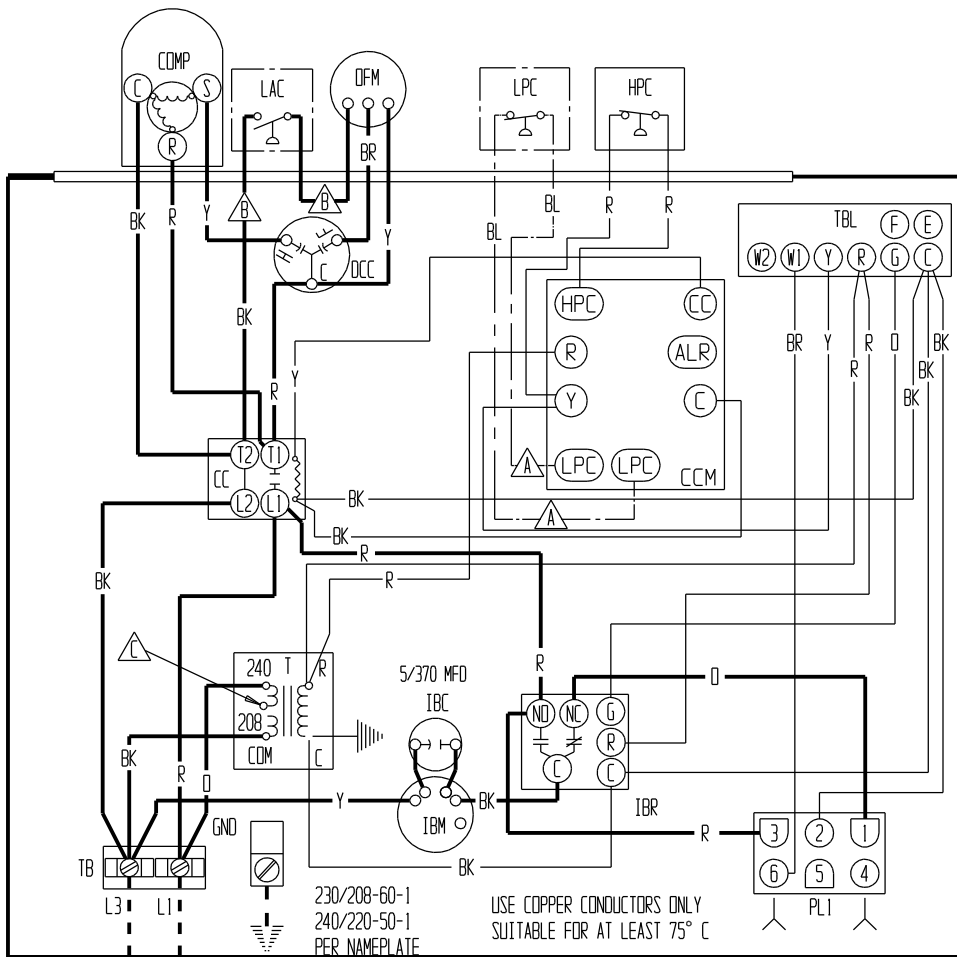 COMP
C
S
R
LAC
OFM
LPC
HPC
BR
BK
R
Y
B
B
Y
BL
BL
R
R
TBL
F
E
W2
W1
Y
R
G
C
H
F
C
DCC
HPC
CC
R
ALR
Y
C
LPC
LPC
CCM
BK
R
Y
BR
Y
R
R
O
BK
BK
BK
T2
T1
CC
L2
L1
A
A
BK
BK
R
R
BK
C
240
T
R
208
COM
C
5/370 MFD
IBC
R
O
NO
NC
G
R
C
C
IBR
BK
R
O
Y
BK
IBM
R
BK
3
2
1
6
5
4
PL1
GND
TB
L3
L1
230/208-60-1
240/220-50-1
PER NAMEPLATE
USE COPPER CONDUCTORS ONLY
SUITABLE FOR AT LEAST 75° C